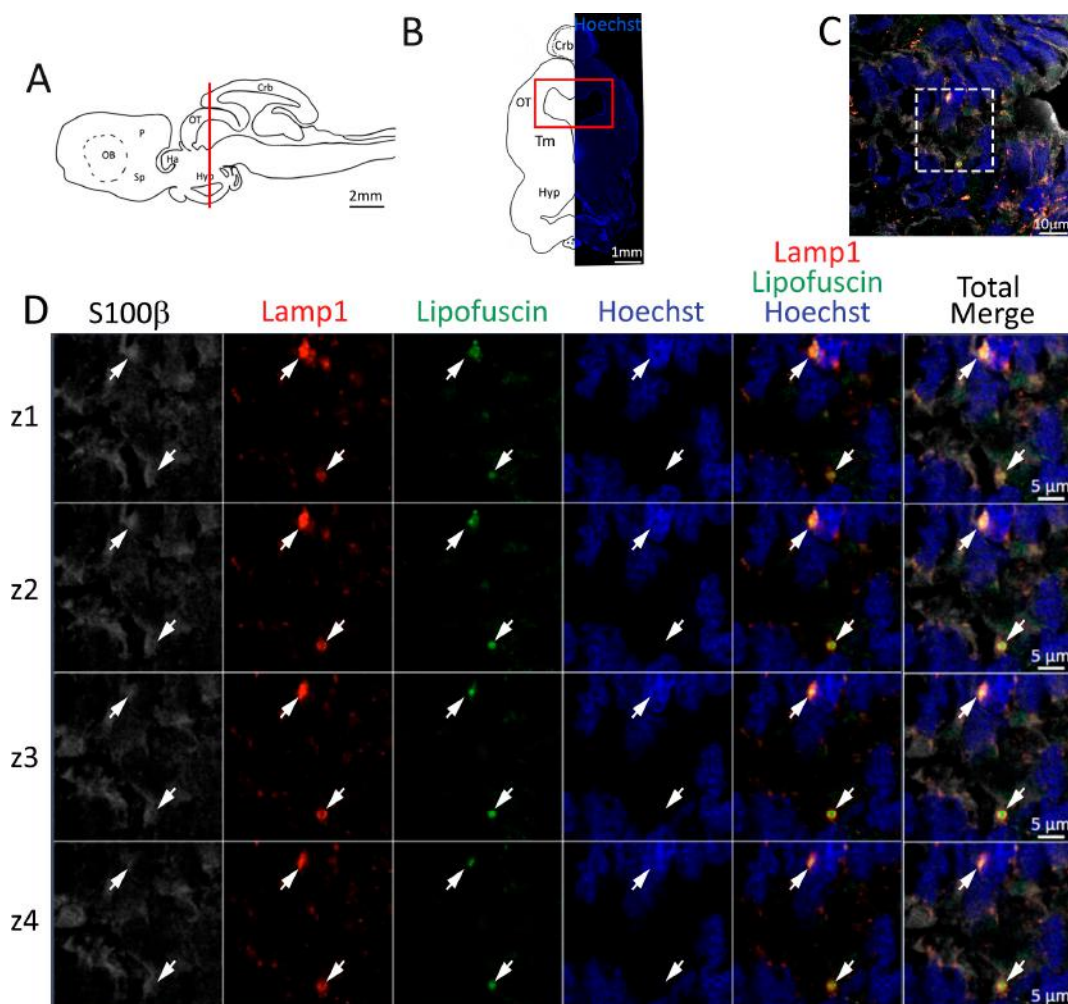 A
P
OB
Sp
Ha
OT
Hyp
Crb
2mm
B
Hoechst
Crb
OT
Tm
Hyp
1mm
C
10μm
D
S100β
Lamp1
Lipofuscin
Hoechst
Lamp1
Lipofuscin
Hoechst
Total
Merge
z1
5 μm
z2
5 μm
z3
5 μm
z4
5 μm